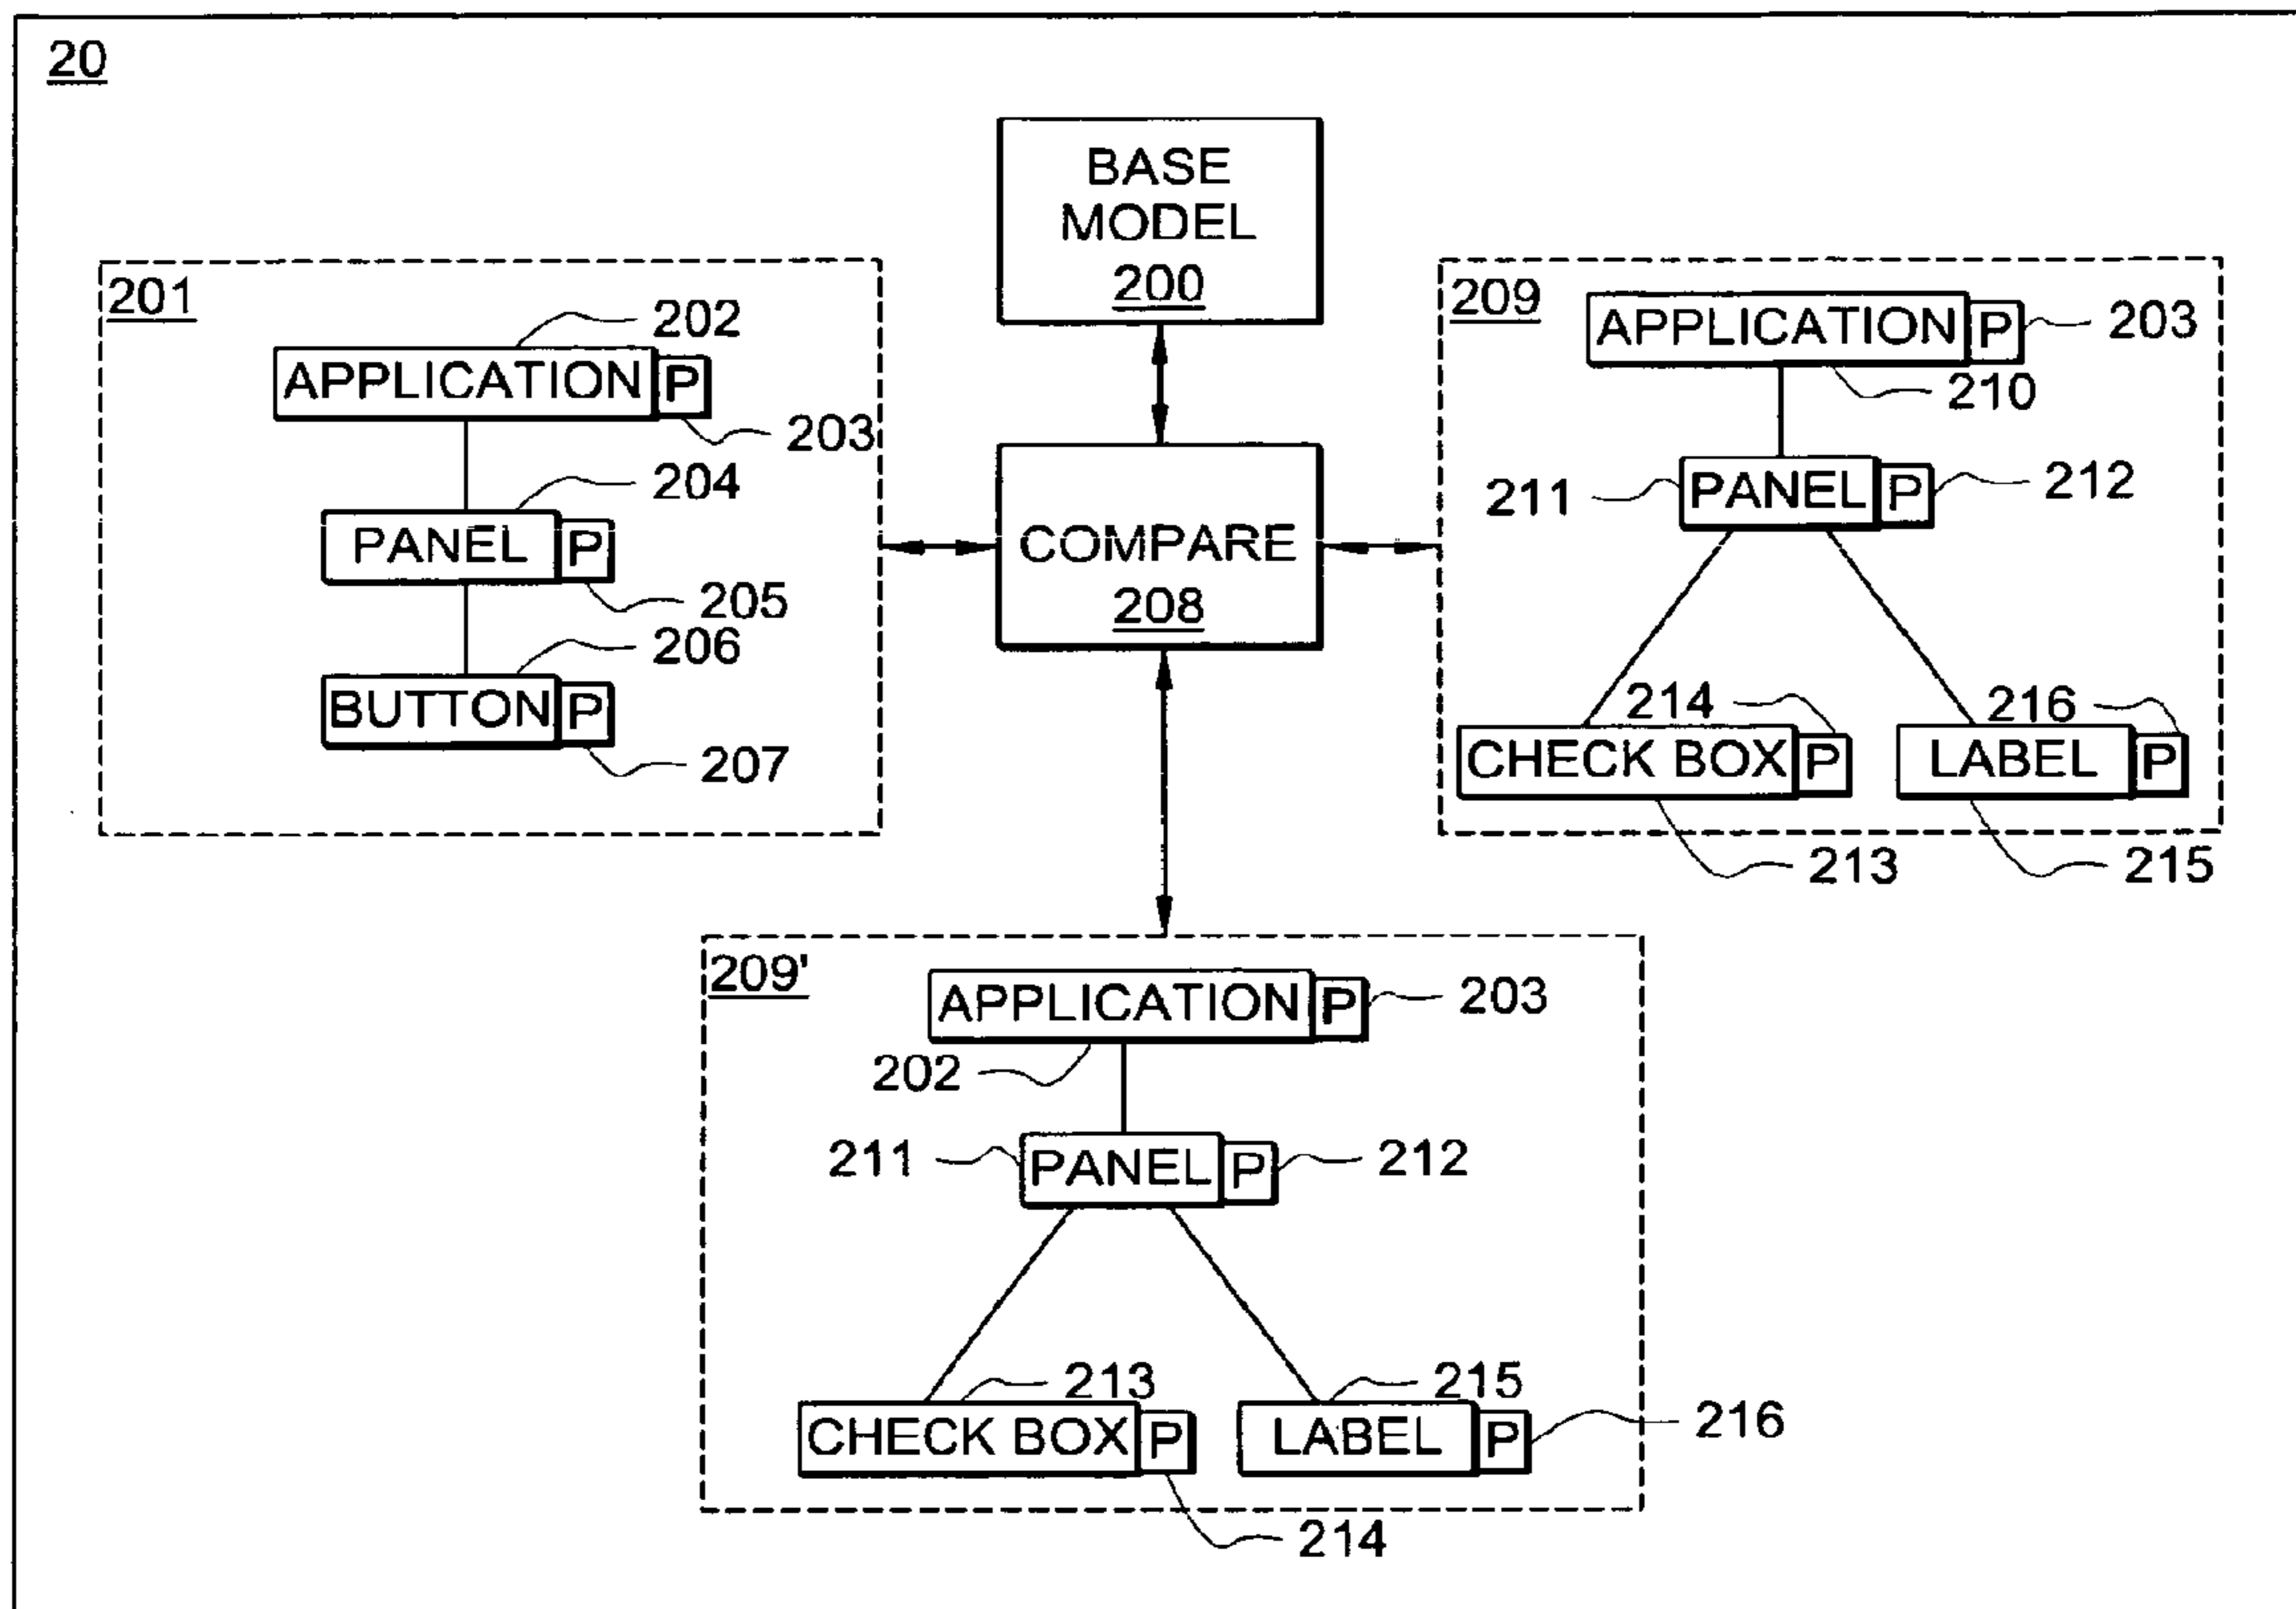 20
BASE
MODEL
200
201
202
APPLICATION P
203
204
PANEL P
205
206
BUTTON P
207
COMPARE
208
209
APPLICATION P
203
210
211
PANEL P
212
214
216
CHECK BOX P
LABEL P
213
215
209'
APPLICATION P
203
202
211
PANEL P
212
213
215
CHECK BOX P
LABEL P
216
214